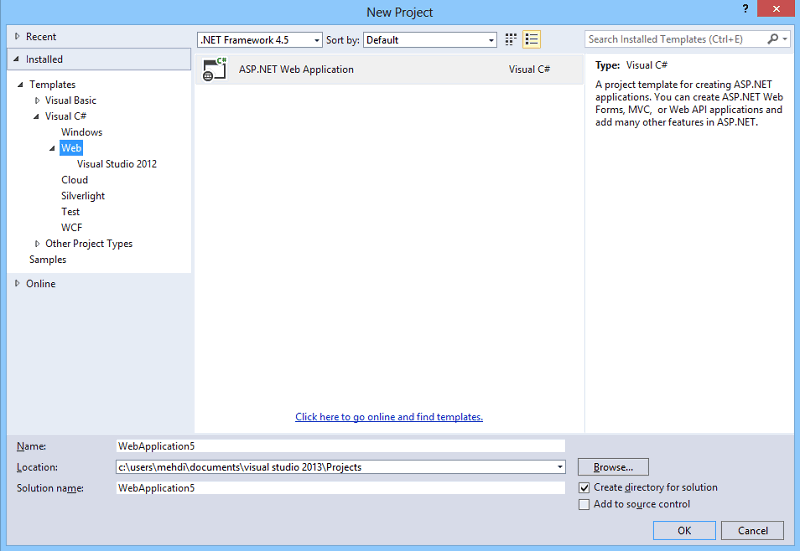 New Project
?
Recent
.NET Framework 4.5
Sort by:
Default
Search Installed Templates (Ctrl+E)
Installed
Templates
Visual Basic
Visual C#
Windows
Web
Visual Studio 2012
Cloud
Silverlight
Test
WCF
Other Project Types
Samples
Online
C#
ASP.NET Web Application
Visual C#
Type: Visual C#
A project template for creating ASP.NET
applications. You can create ASP.NET Web
Forms, MVC, or Web API applications and
add many other features in ASP.NET.
Click here to go online and find templates.
Name:
WebApplication5
Location:
c:\users\mehdi\documents\visual studio 2013\Projects
Browse...
Solution name:
WebApplication5
Create directory for solution
Add to source control
OK
Cancel